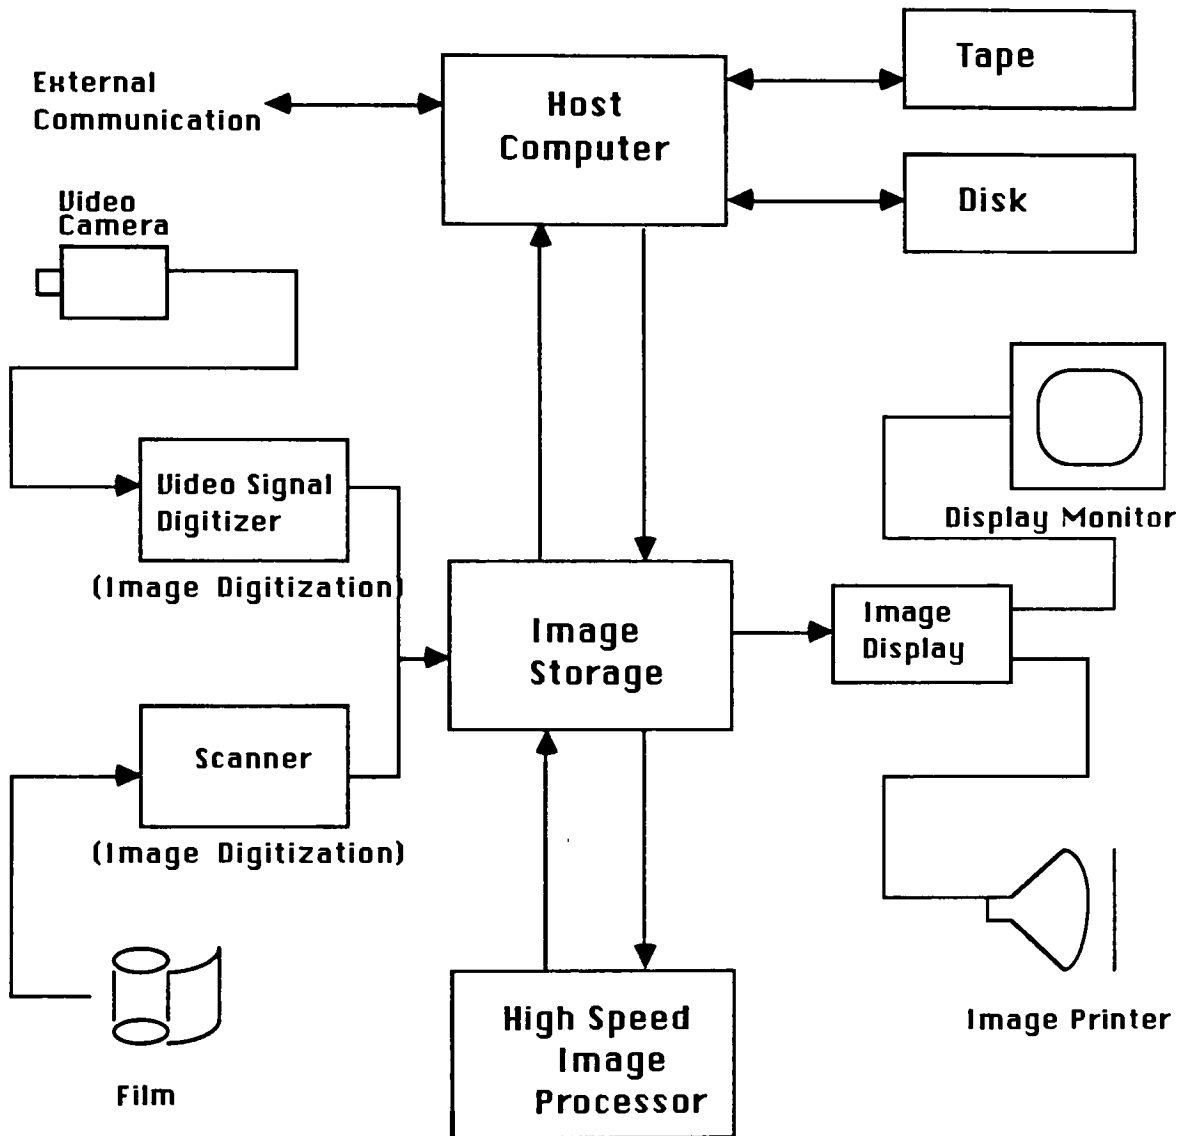 External
Communication
Host
Computer
Tape
Disk
Video
Camera
Video Signal
Digitizer
(Image Digitization)
Display Monitor
Image
Storage
Image
Display
Scanner
(Image Digitization)
Film
High Speed
Image
Processor
Image Printer